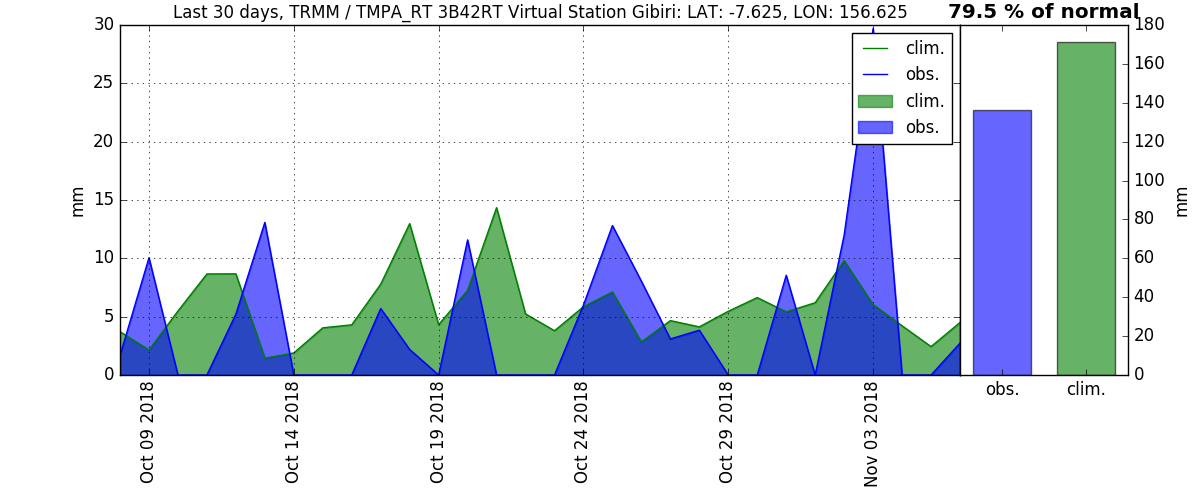 Last 30 days, TRMM / TMPA_RT 3B42RT Virtual Station Gibiri: LAT: -7.625, LON: 156.625
79.5 % of normal
30
25
20
15
10
5
0
mm
clim.
obs.
clim.
obs.
180
160
140
120
100
80
60
40
20
0
mm
obs. clim.
Oct 09 2018
Oct 14 2018
Oct 19 2018
Oct 24 2018
Oct 29 2018
Nov 03 2018